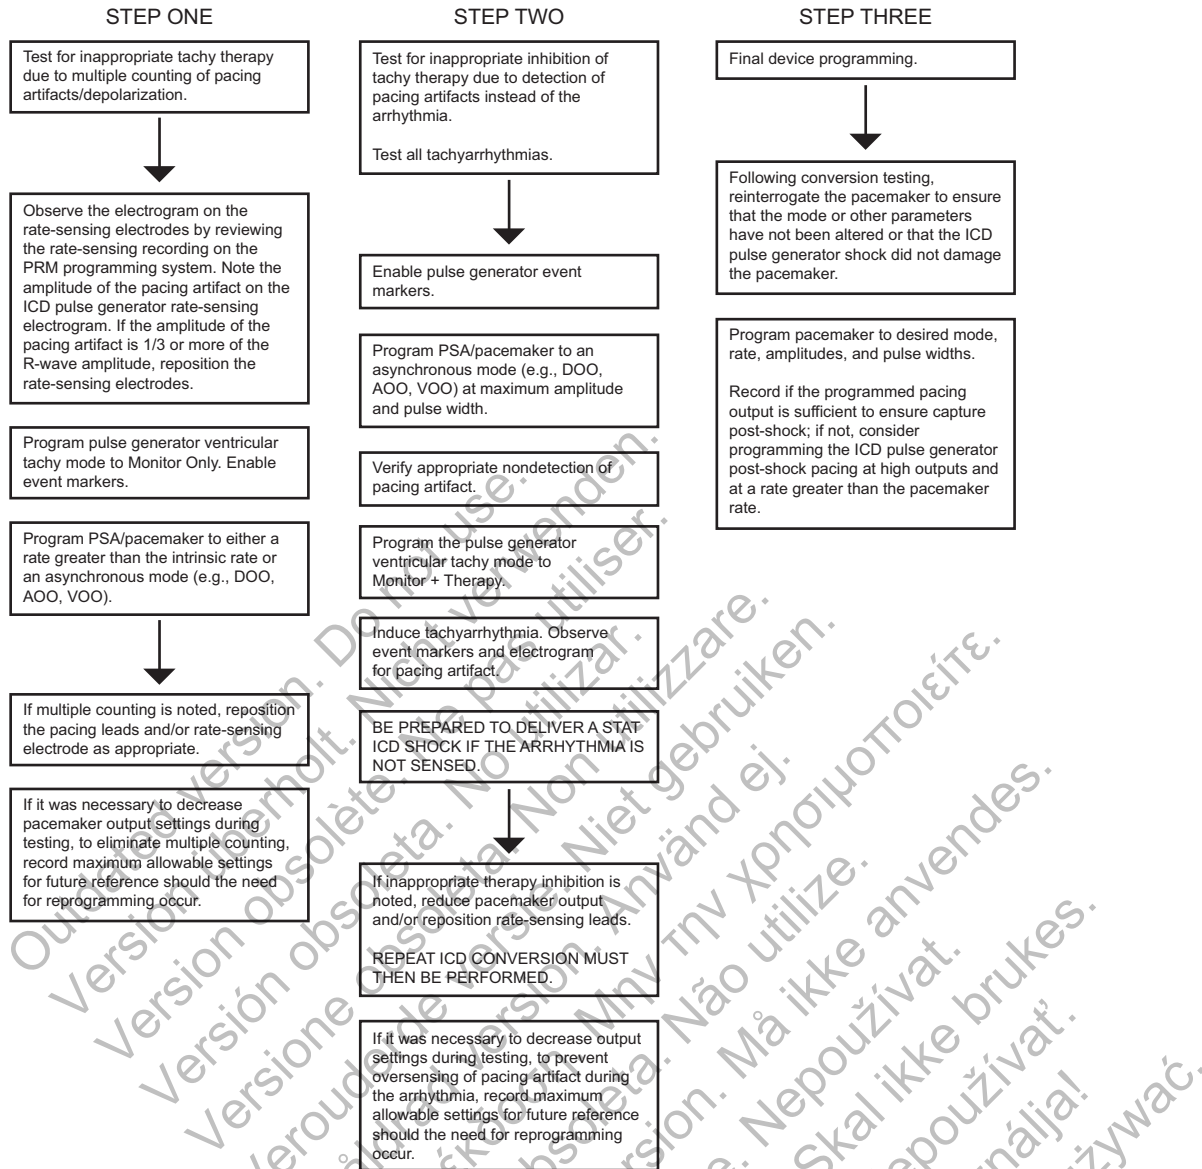 STEP ONE
Test for inappropriate tachy therapy
due to multiple counting of pacing
artifacts/depolarization.
Observe the electrogram on the
rate-sensing electrodes by reviewing
the rate-sensing recording on the
PRM programming system. Note the
amplitude of the pacing artifact on the
ICD pulse generator rate-sensing
electrogram. If the amplitude of the
pacing artifact is 1/3 or more of the
R-wave amplitude, reposition the
rate-sensing electrodes.
Program pulse generator ventricular
tachy mode to Monitor Only. Enable
event markers.
Program PSA/pacemaker to either a
rate greater than the intrinsic rate or
an asynchronous mode (e.g., DOO,
AOO, VOO).
If multiple counting is noted, reposition
the pacing leads and/or rate-sensing
electrode as appropriate.
If it was necessary to decrease
pacemaker output settings during
testing, to eliminate multiple counting,
record maximum allowable settings
for future reference should the need
for reprogramming occur.
STEP TWO
Test for inappropriate inhibition of
tachy therapy due to detection of
pacing artifacts instead of the
arrhythmia.
Test all tachyarrhythmias.
Enable pulse generator event
markers.
Program PSA/pacemaker to an
asynchronous mode (e.g., DOO,
AOO, VOO) at maximum amplitude
and pulse width.
Verify appropriate nondetection of
pacing artifact.
Program the pulse generator
ventricular tachy mode to
Monitor + Therapy.
Induce tachyarrhythmia. Observe
event markers and electrogram
for pacing artifact.
BE PREPARED TO DELIVER A STAT
ICD SHOCK IF THE ARRHYTHMIA IS
NOT SENSED.
If inappropriate therapy inhibition is
noted, reduce pacemaker output
and/or reposition rate-sensing leads.
REPEAT ICD CONVERSION MUST
THEN BE PERFORMED.
If it was necessary to decrease output
settings during testing, to prevent
oversensing of pacing artifact during
the arrhythmia, record maximum
allowable settings for future reference
should the need for reprogramming
occur.
STEP THREE
Final device programming.
Following conversion testing,
reinterrogate the pacemaker to ensure
that the mode or other parameters
have not been altered or that the ICD
pulse generator shock did not damage
the pacemaker.
Program pacemaker to desired mode,
rate, amplitudes, and pulse widths.
Record if the programmed pacing
output is sufficient to ensure capture
post-shock; if not, consider
programming the ICD pulse generator
post-shock pacing at high outputs and
at a rate greater than the pacemaker
rate.
Outdated version. Do not use.
Version überholt. Nicht verwenden.
Version obsolète. Ne pas utiliser.
Versión obsoleta. No utilizar.
Versione obsoleta. Non utilizzare.
Verouderde versie. Niet gebruiken.
Föråldrad version. Använd ej.
Μην την χρησιμοποιείτε.
Não utilize.
Må ikke anvendes.
Nepoužívat.
Skal ikke brukes.